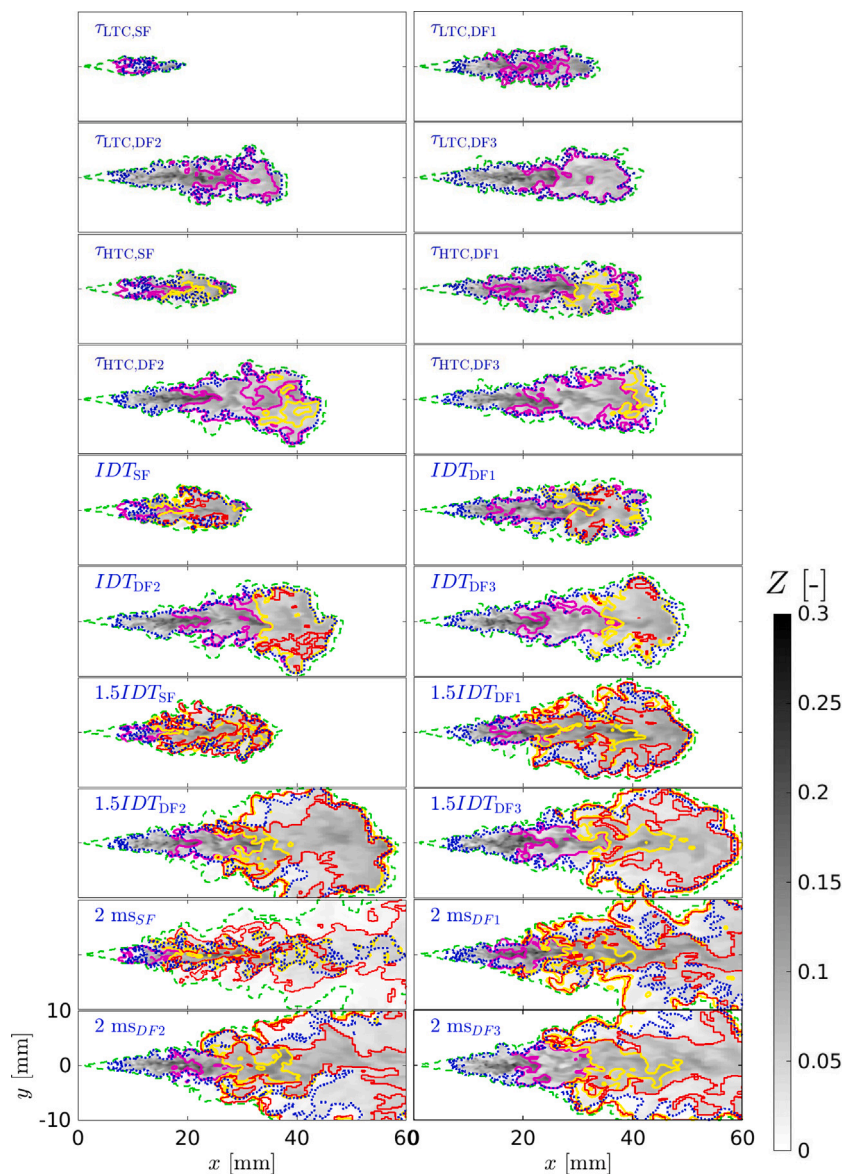 τLTC,SF
τLTC,DF1
τLTC,DF2
τLTC,DF3
τHTC,SF
τHTC,DF1
τHTC,DF2
τHTC,DF3
IDTSF
IDTDF1
IDTDF2
IDTDF3
Z [-]
0.3
0.25
0.2
0.15
0.1
0.05
0
1.5IDTSF
1.5IDTDF1
1.5IDTDF2
1.5IDTDF3
2 msSF
2 msDF1
2 msDF2
2 msDF3
10
0
-10
y [mm]
0 20 40 60
0 20 40 60
x [mm]
x [mm]